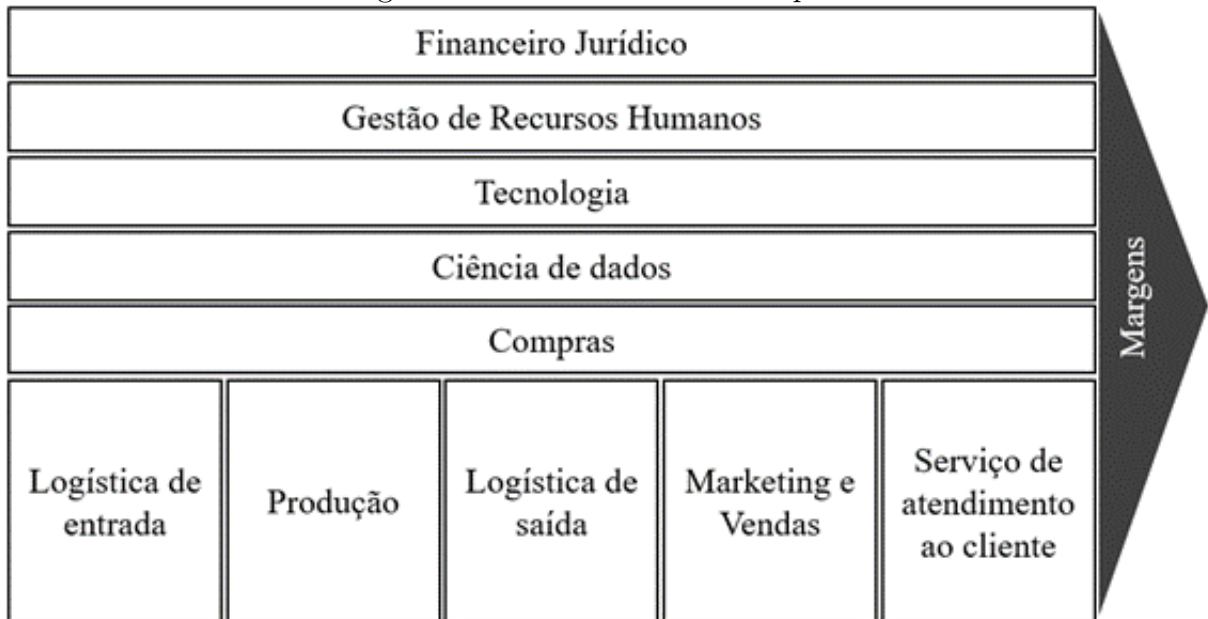 Financeiro Jurídico
Gestão de Recursos Humanos
Tecnologia
Ciência de dados
Compras
Logística de
entrada
Produção
Logística de
saída
Marketing e
Vendas
Serviço de
atendimento
ao cliente
Margens